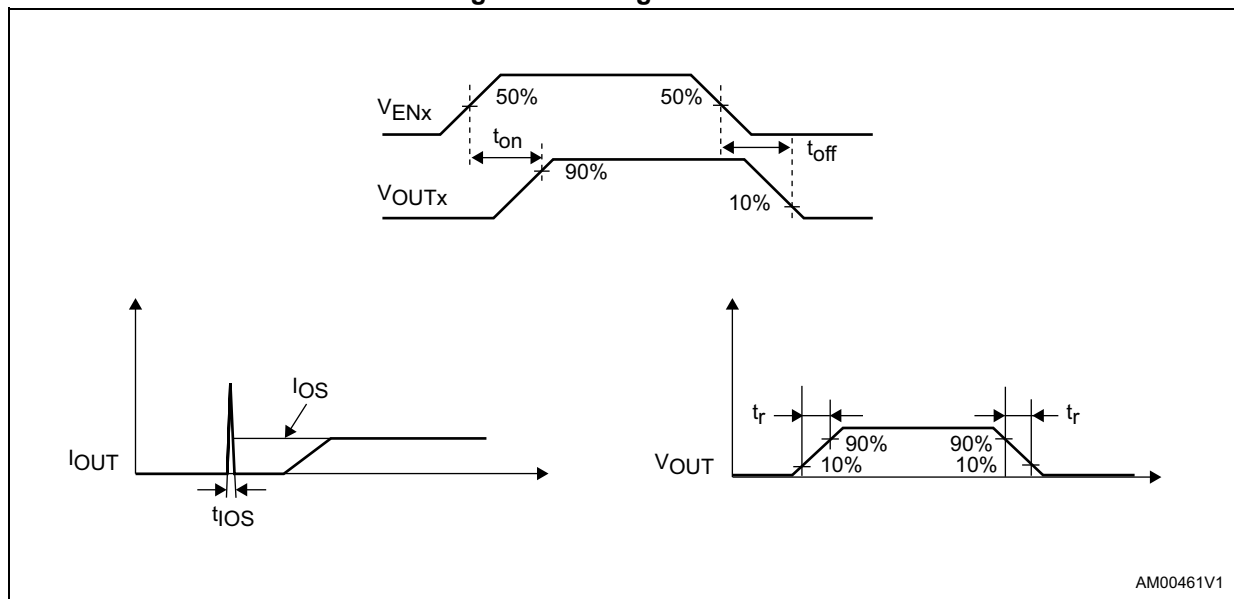 V_ENx
50%
50%
t_on
t_off
V_OUTx
90%
10%
I_OS
I_OUT
t_IOS
t_r
t_r
V_OUT
90%
90%
10%
10%
AM00461V1